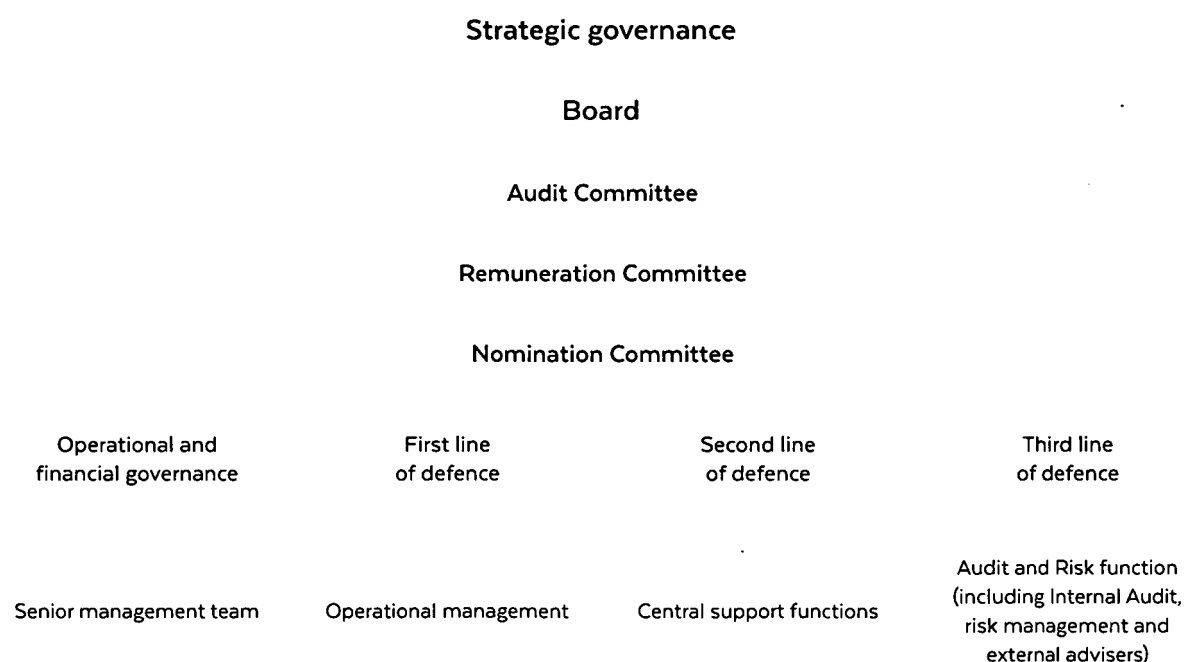 Strategic governance
Board
Audit Committee
Remuneration Committee
Nomination Committee
Operational and
financial governance
First line
of defence
Second line
of defence
Third line
of defence
Senior management team
Operational management
Central support functions
Audit and Risk function
(including Internal Audit,
risk management and
external advisers)